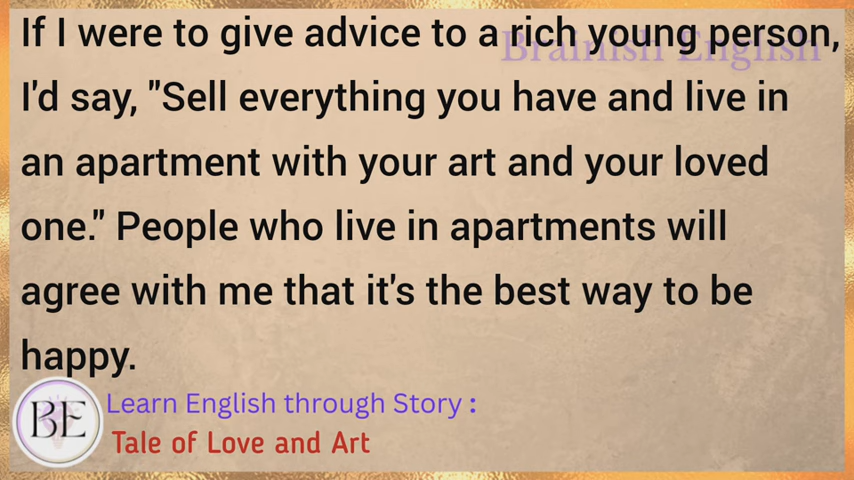 Brainish English
If I were to give advice to a rich young person,
I'd say, "Sell everything you have and live in
an apartment with your art and your loved
one." People who live in apartments will
agree with me that it's the best way to be
happy.
BE
Learn English through Story :
Tale of Love and Art